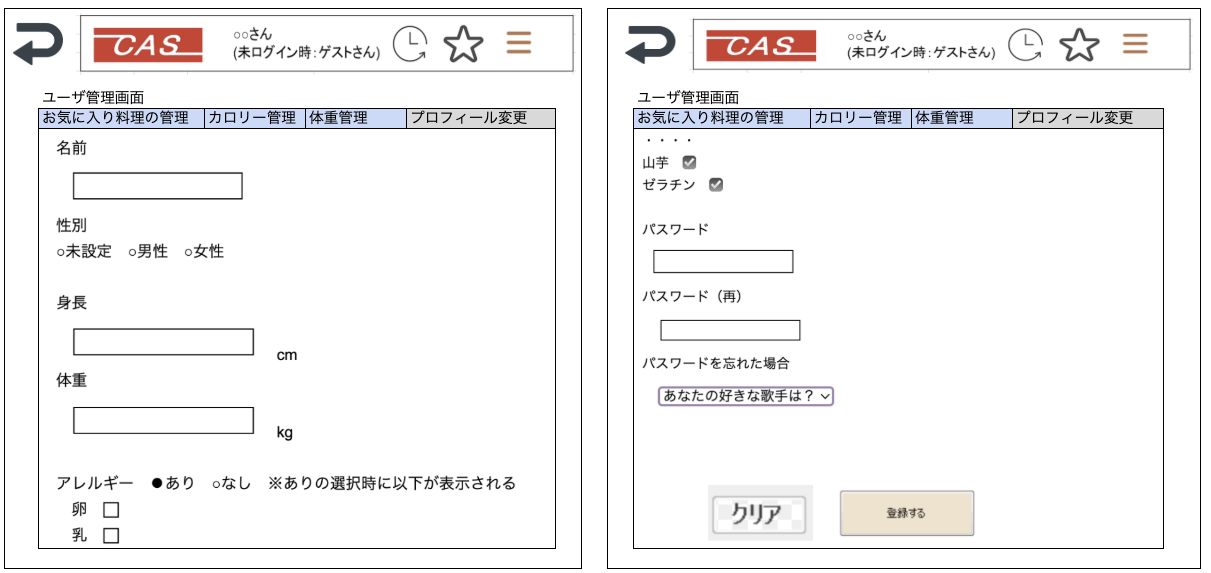 CAS
○○さん
(未ログイン時:ゲストさん)
ユーザ管理画面
お気に入り料理の管理 カロリー管理 体重管理 プロフィール変更
名前
性別
○未設定 ○男性 ○女性
身長
cm
体重
kg
アレルギー ●あり ○なし ※ありの選択時に以下が表示される
卵
乳
CAS
○○さん
(未ログイン時:ゲストさん)
ユーザ管理画面
お気に入り料理の管理 カロリー管理 体重管理 プロフィール変更
・・・・
山芋
ゼラチン
パスワード
パスワード（再）
パスワードを忘れた場合
あなたの好きな歌手は？
クリア 登録する